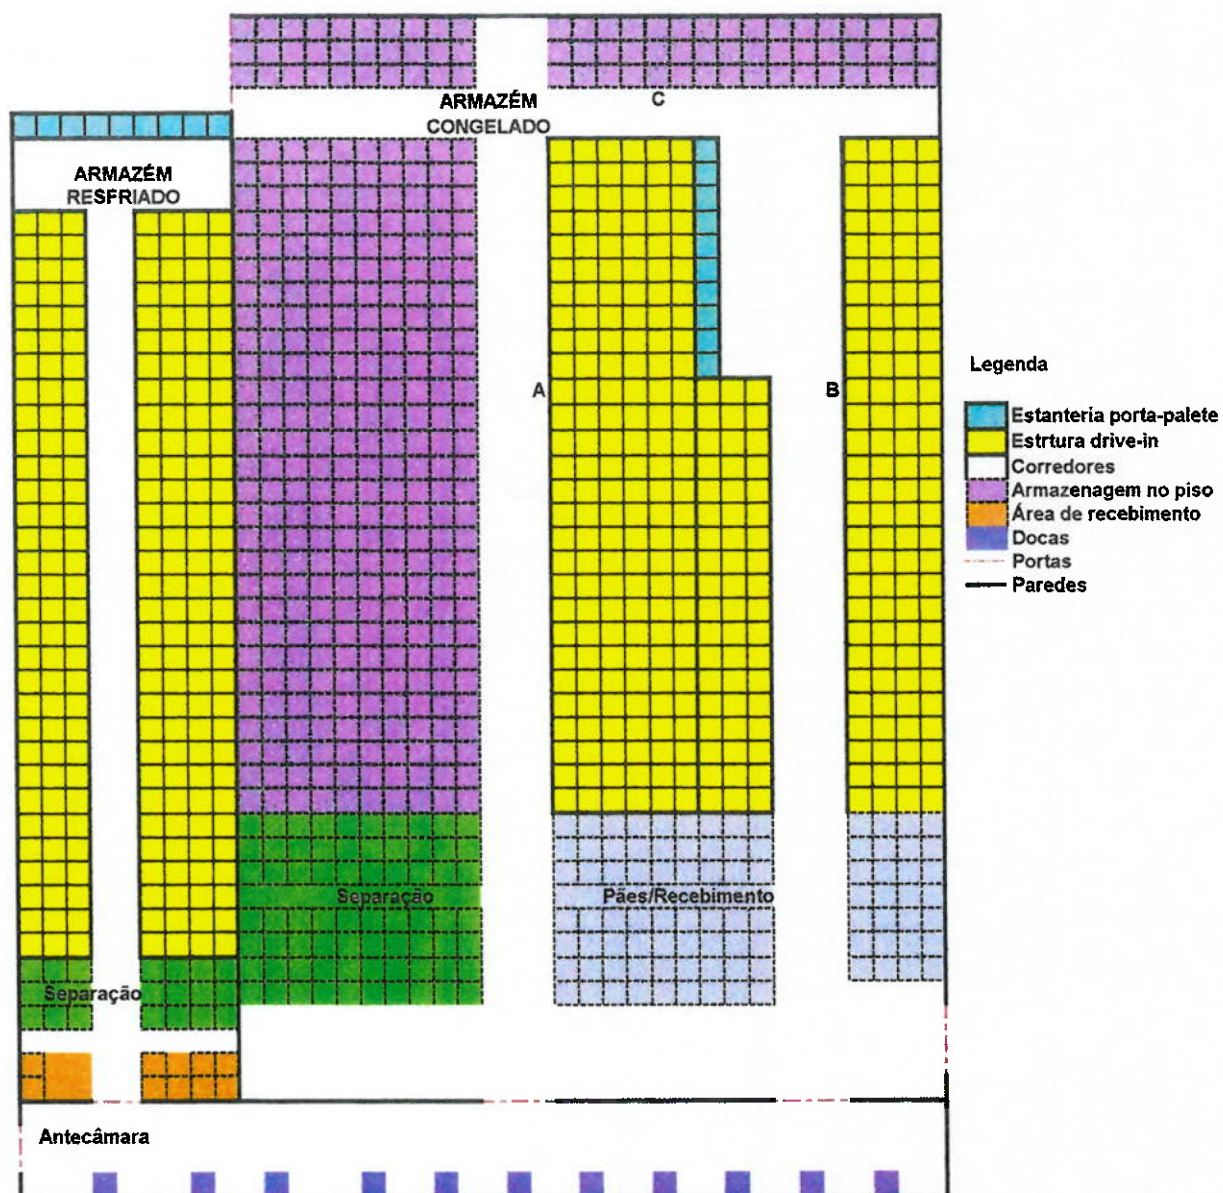 ARMAZÉM
CONGELADO
C
ARMAZÉM
RESFRIADO
A
B
Legenda
Estanteria porta-palete
Estrtura drive-in
Corredores
Armazenagem no piso
Área de recebimento
Docas
Portas
Paredes
Separação
Pães/Recebimento
Separação
Antecâmara